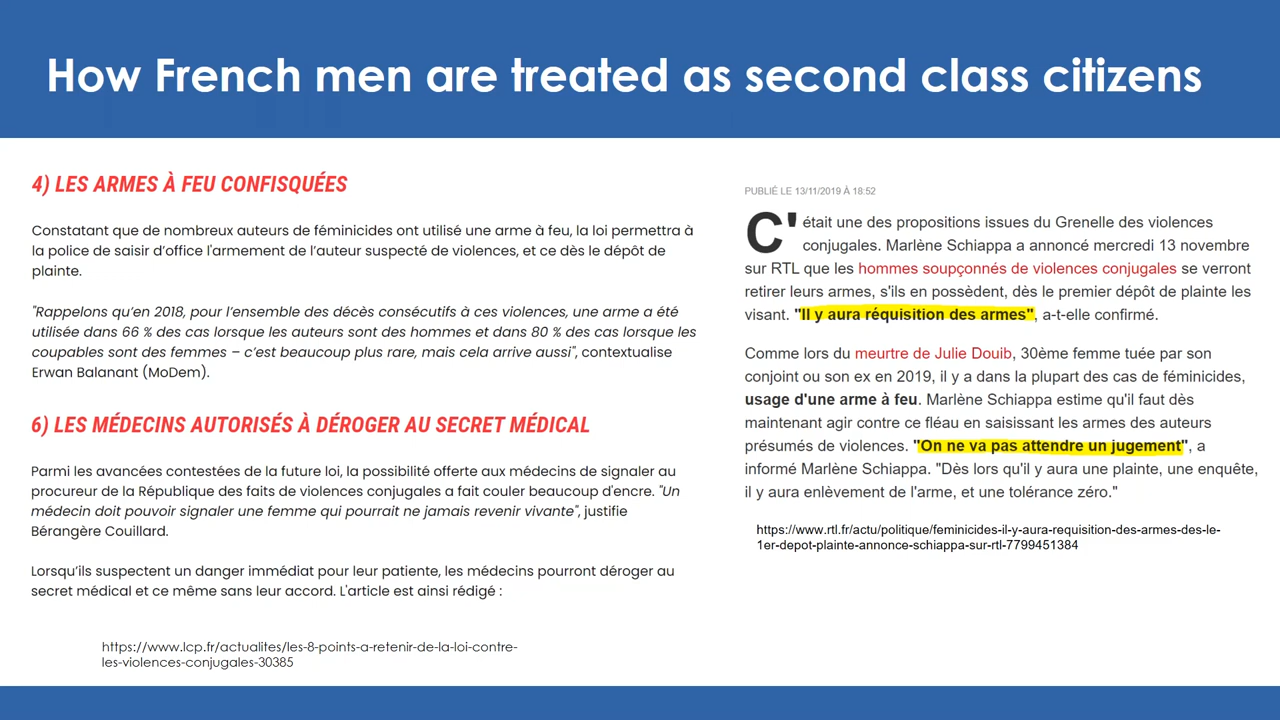 How French men are treated as second class citizens
4) LES ARMES À FEU CONFISQUÉES
Constatant que de nombreux auteurs de féminicides ont utilisé une arme à feu, la loi permettra à
la police de saisir d'office l'armement de l'auteur suspecté de violences, et ce dès le dépôt de
plainte.
"Rappelons qu'en 2018, pour l'ensemble des décès consécutifs à ces violences, une arme a été
utilisée dans 66 % des cas lorsque les auteurs sont des hommes et dans 80 % des cas lorsque les
coupables sont des femmes – c'est beaucoup plus rare, mais cela arrive aussi", contextualise
Erwan Balanant (MoDem).
6) LES MÉDECINS AUTORISÉS À DÉROGER AU SECRET MÉDICAL
Parmi les avancées contestées de la future loi, la possibilité offerte aux médecins de signaler au
procureur de la République des faits de violences conjugales a fait couler beaucoup d'encre. "Un
médecin doit pouvoir signaler une femme qui pourrait ne jamais revenir vivante", justifie
Bérangère Couillard.
Lorsqu'ils suspectent un danger immédiat pour leur patiente, les médecins pourront déroger au
secret médical et ce même sans leur accord. L'article est ainsi rédigé :
https://www.lcp.fr/actualites/les-8-points-a-retenir-de-la-loi-contre-
les-violences-conjugales-30385
PUBLIÉ LE 13/11/2019 À 18:52
C'était une des propositions issues du Grenelle des violences
conjugales. Marlène Schiappa a annoncé mercredi 13 novembre
sur RTL que les hommes soupçonnés de violences conjugales se verront
retirer leurs armes, s'ils en possèdent, dès le premier dépôt de plainte les
visant. "Il y aura réquisition des armes", a-t-elle confirmé.
Comme lors du meurtre de Julie Douib, 30ème femme tuée par son
conjoint ou son ex en 2019, il y a dans la plupart des cas de féminicides,
usage d'une arme à feu. Marlène Schiappa estime qu'il faut dès
maintenant agir contre ce fléau en saisissant les armes des auteurs
présumés de violences. "On ne va pas attendre un jugement", a
informé Marlène Schiappa. "Dès lors qu'il y aura une plainte, une enquête,
il y aura enlèvement de l'arme, et une tolérance zéro."
https://www.rtl.fr/actu/politique/feminicides-il-y-aura-requisition-des-armes-des-le-
1er-depot-plainte-annonce-schiappa-sur-rtl-7799451384